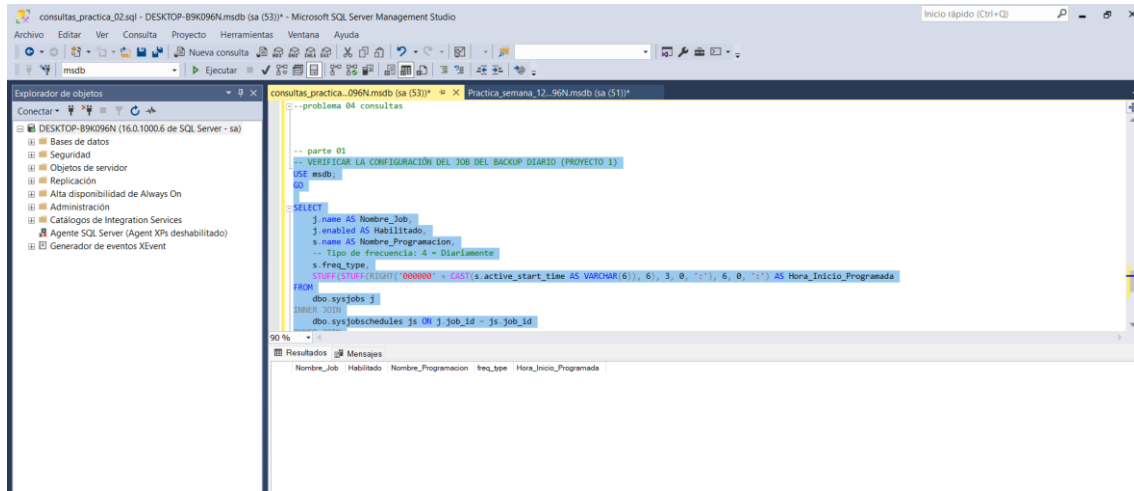 consultas_practica_02.sql - DESKTOP-B9K096N.msdb (sa (53))* - Microsoft SQL Server Management Studio
Inicio rápido (Ctrl+Q)
Archivo Editar Ver Consulta Proyecto Herramientas Ventana Ayuda
Nueva consulta
msdb Ejecutar
Explorador de objetos
consultas_practica...096N.msdb (sa (53))* Practica_semana_12...96N.msdb (sa (51))*
Conectar
DESKTOP-B9K096N (16.0.1000.6 de SQL Server - sa)
Bases de datos
Seguridad
Objetos de servidor
Replicación
Alta disponibilidad de Always On
Administración
Catálogos de Integration Services
Agente SQL Server (Agent XPs deshabilitado)
Generador de eventos XEvent
--problema 04 consultas
-- parte 01
-- VERIFICAR LA CONFIGURACIÓN DEL JOB DEL BACKUP DIARIO (PROYECTO 1)
USE msdb;
GO
SELECT
j.name AS Nombre_Job,
j.enabled AS Habilitado,
s.name AS Nombre_Programacion,
-- Tipo de frecuencia: 4 = Diariamente
s.freq_type,
STUFF(STUFF(RIGHT('000000' + CAST(s.active_start_time AS VARCHAR(6)), 6), 3, 0, ':'), 6, 0, ':') AS Hora_Inicio_Programada
FROM
dbo.sysjobs j
INNER JOIN
dbo.sysjobschedules js ON j.job_id = js.job_id
90 %
Resultados Mensajes
Nombre_Job Habilitado Nombre_Programacion freq_type Hora_Inicio_Programada